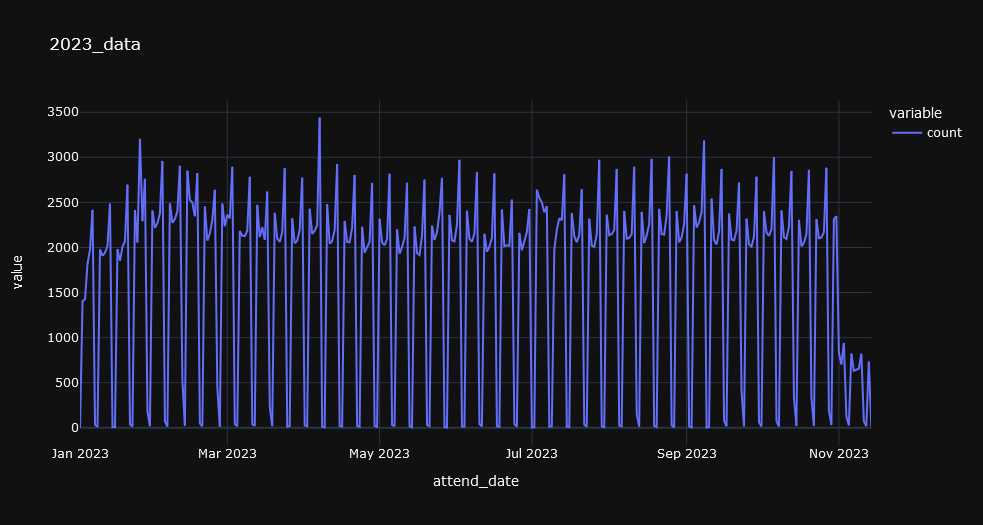 2023_data
variable
count
value
3500
3000
2500
2000
1500
1000
500
0
Jan 2023
Mar 2023
May 2023
Jul 2023
Sep 2023
Nov 2023
attend_date